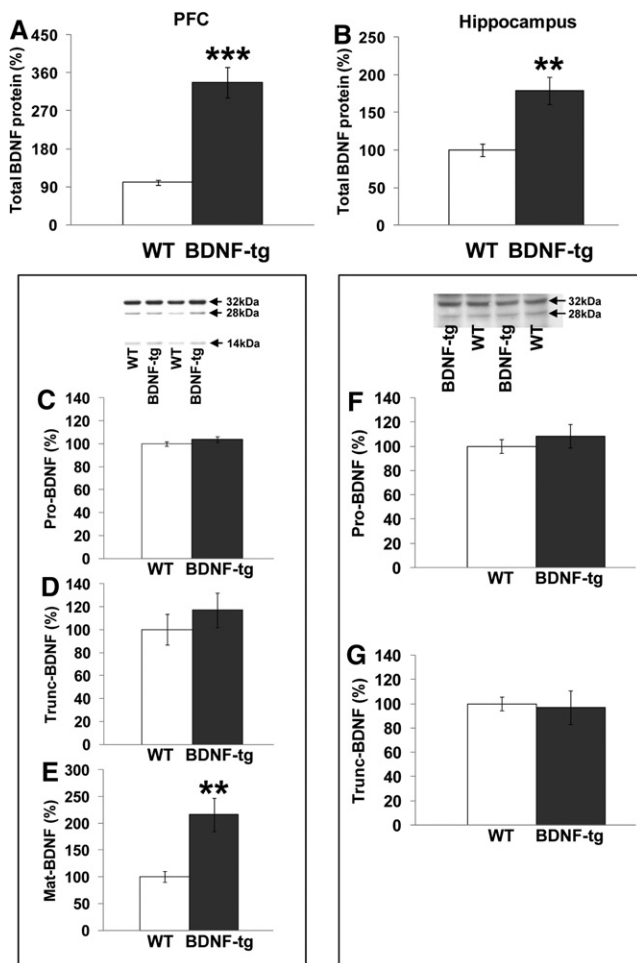 A
PFC
Total BDNF protein (%)
450
360
270
180
90
0
***
WT BDNF-tg
B
Hippocampus
Total BDNF protein (%)
250
200
150
100
50
0
**
WT BDNF-tg
32kDa
28kDa
14kDa
WT
BDNF-tg
WT
BDNF-tg
C
Pro-BDNF (%)
140
120
100
80
60
40
20
0
WT BDNF-tg
D
Trunc-BDNF (%)
140
120
100
80
60
40
20
0
WT BDNF-tg
E
Mat-BDNF (%)
300
250
200
150
100
50
0
**
WT BDNF-tg
32kDa
28kDa
BDNF-tg
WT
BDNF-tg
WT
F
Pro-BDNF (%)
140
120
100
80
60
40
20
0
WT BDNF-tg
G
Trunc-BDNF (%)
140
120
100
80
60
40
20
0
WT BDNF-tg